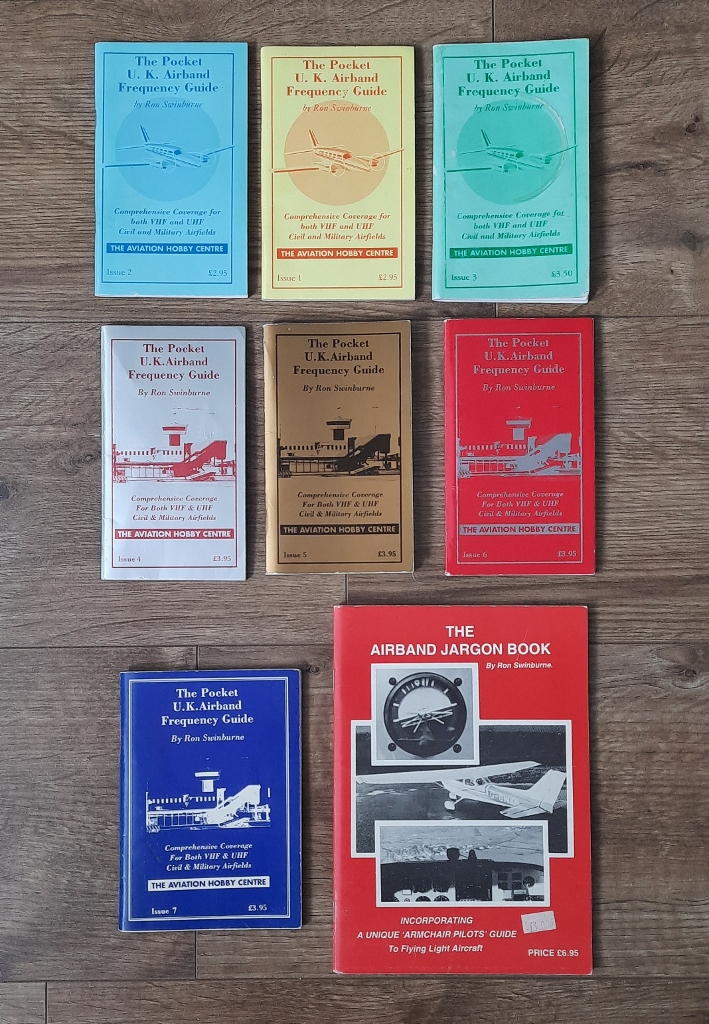 The Pocket
U. K. Airband
Frequency Guide
by Ron Swinburne
Comprehensive Coverage for
both VHF and UHF
Civil and Military Airfields
THE AVIATION HOBBY CENTRE
Issue 2 £2.95
The Pocket
U. K. Airband
Frequency Guide
by Ron Swinburne
Comprehensive Coverage for
both VHF and UHF
Civil and Military Airfields
THE AVIATION HOBBY CENTRE
Issue 1 £2.95
The Pocket
U. K. Airband
Frequency Guide
by Ron Swinburne
Comprehensive Coverage for
both VHF and UHF
Civil and Military Airfields
THE AVIATION HOBBY CENTRE
Issue 3 £3.50
The Pocket
U.K.Airband
Frequency Guide
By Ron Swinburne
Comprehensive Coverage
For Both VHF & UHF
Civil & Military Airfields
THE AVIATION HOBBY CENTRE
Issue 4 £3.95
The Pocket
U.K.Airband
Frequency Guide
By Ron Swinburne
Comprehensive Coverage
For Both VHF & UHF
Civil & Military Airfields
THE AVIATION HOBBY CENTRE
Issue 5 £3.95
The Pocket
U.K.Airband
Frequency Guide
By Ron Swinburne
Comprehensive Coverage
For Both VHF & UHF
Civil & Military Airfields
THE AVIATION HOBBY CENTRE
Issue 6 £3.95
The Pocket
U.K.Airband
Frequency Guide
By Ron Swinburne
Comprehensive Coverage
For Both VHF & UHF
Civil & Military Airfields
THE AVIATION HOBBY CENTRE
Issue 7 £3.95
THE
AIRBAND JARGON BOOK
By Ron Swinburne.
INCORPORATING
A UNIQUE 'ARMCHAIR PILOTS' GUIDE
To Flying Light Aircraft
PRICE £6.95